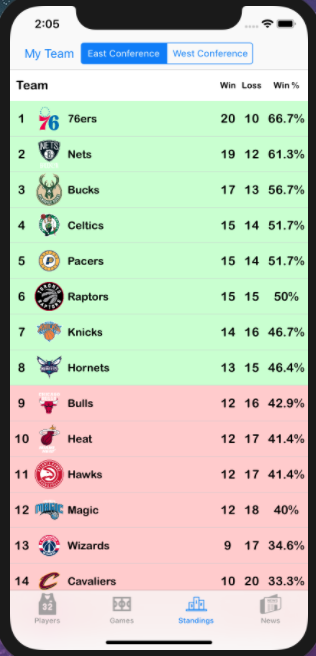 2:05
My Team East Conference West Conference
Team Win Loss Win %
1 76 76ers 20 10 66.7%
2 NETS Nets 19 12 61.3%
3 Bucks 17 13 56.7%
4 Celtics 15 14 51.7%
5 Pacers 15 14 51.7%
6 Raptors 15 15 50%
7 Knicks 14 16 46.7%
8 Hornets 13 15 46.4%
9 Bulls 12 16 42.9%
10 Heat 12 17 41.4%
11 Hawks 12 17 41.4%
12 MAGIC Magic 12 18 40%
13 Wizards 9 17 34.6%
14 Cavaliers 10 20 33.3%
32
Players Games Standings News